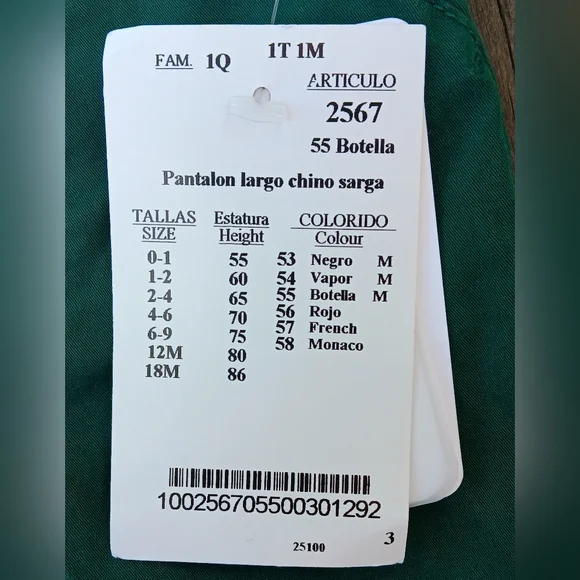 FAM. 1Q 1T 1M
ARTICULO
2567
55 Botella
Pantalon largo chino sarga
TALLAS Estatura COLORIDO
SIZE Height Colour
0-1 55 53 Negro M
1-2 60 54 Vapor M
2-4 65 55 Botella M
4-6 70 56 Rojo
6-9 75 57 French
12M 80 58 Monaco
18M 86
100256705500301292
25100 3